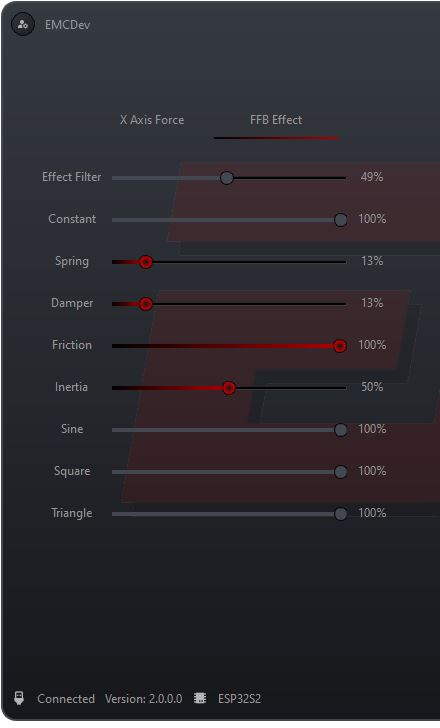 EMCDev
X Axis Force FFB Effect
Effect Filter 49%
Constant 100%
Spring 13%
Damper 13%
Friction 100%
Inertia 50%
Sine 100%
Square 100%
Triangle 100%
Connected Version: 2.0.0.0 ESP32S2